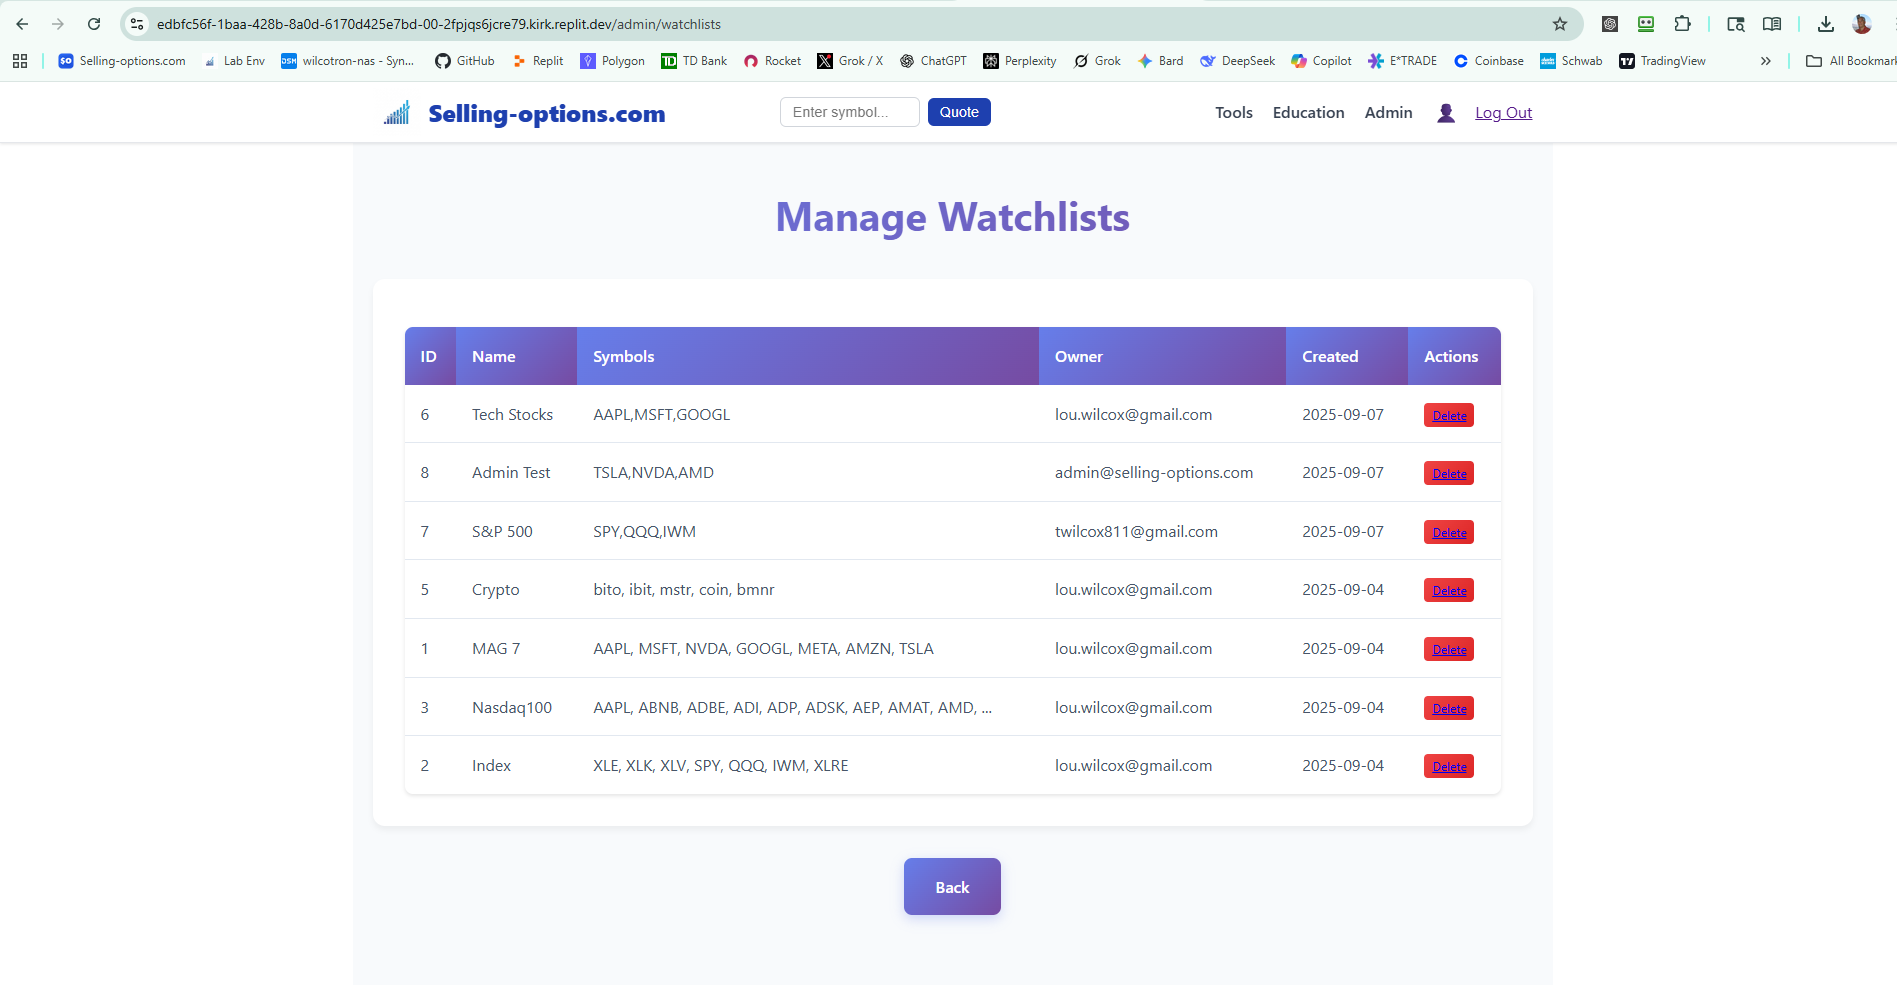 edbfc56f-1baa-428b-8a0d-6170d425e7bd-00-2fpjqs6jcre79.kirk.replit.dev/admin/watchlists
Selling-options.com Lab Env wilcotron-nas - Syn... GitHub Replit Polygon TD Bank Rocket Grok / X ChatGPT Perplexity Grok Bard DeepSeek Copilot E*TRADE Coinbase Schwab TradingView » All Bookmark
Selling-options.com Enter symbol... Quote Tools Education Admin Log Out
Manage Watchlists
ID Name Symbols Owner Created Actions
6 Tech Stocks AAPL,MSFT,GOOGL lou.wilcox@gmail.com 2025-09-07 Delete
8 Admin Test TSLA,NVDA,AMD admin@selling-options.com 2025-09-07 Delete
7 S&P 500 SPY,QQQ,IWM twilcox811@gmail.com 2025-09-07 Delete
5 Crypto bito, ibit, mstr, coin, bmnr lou.wilcox@gmail.com 2025-09-04 Delete
1 MAG 7 AAPL, MSFT, NVDA, GOOGL, META, AMZN, TSLA lou.wilcox@gmail.com 2025-09-04 Delete
3 Nasdaq100 AAPL, ABNB, ADBE, ADI, ADP, ADSK, AEP, AMAT, AMD, ... lou.wilcox@gmail.com 2025-09-04 Delete
2 Index XLE, XLK, XLV, SPY, QQQ, IWM, XLRE lou.wilcox@gmail.com 2025-09-04 Delete
Back